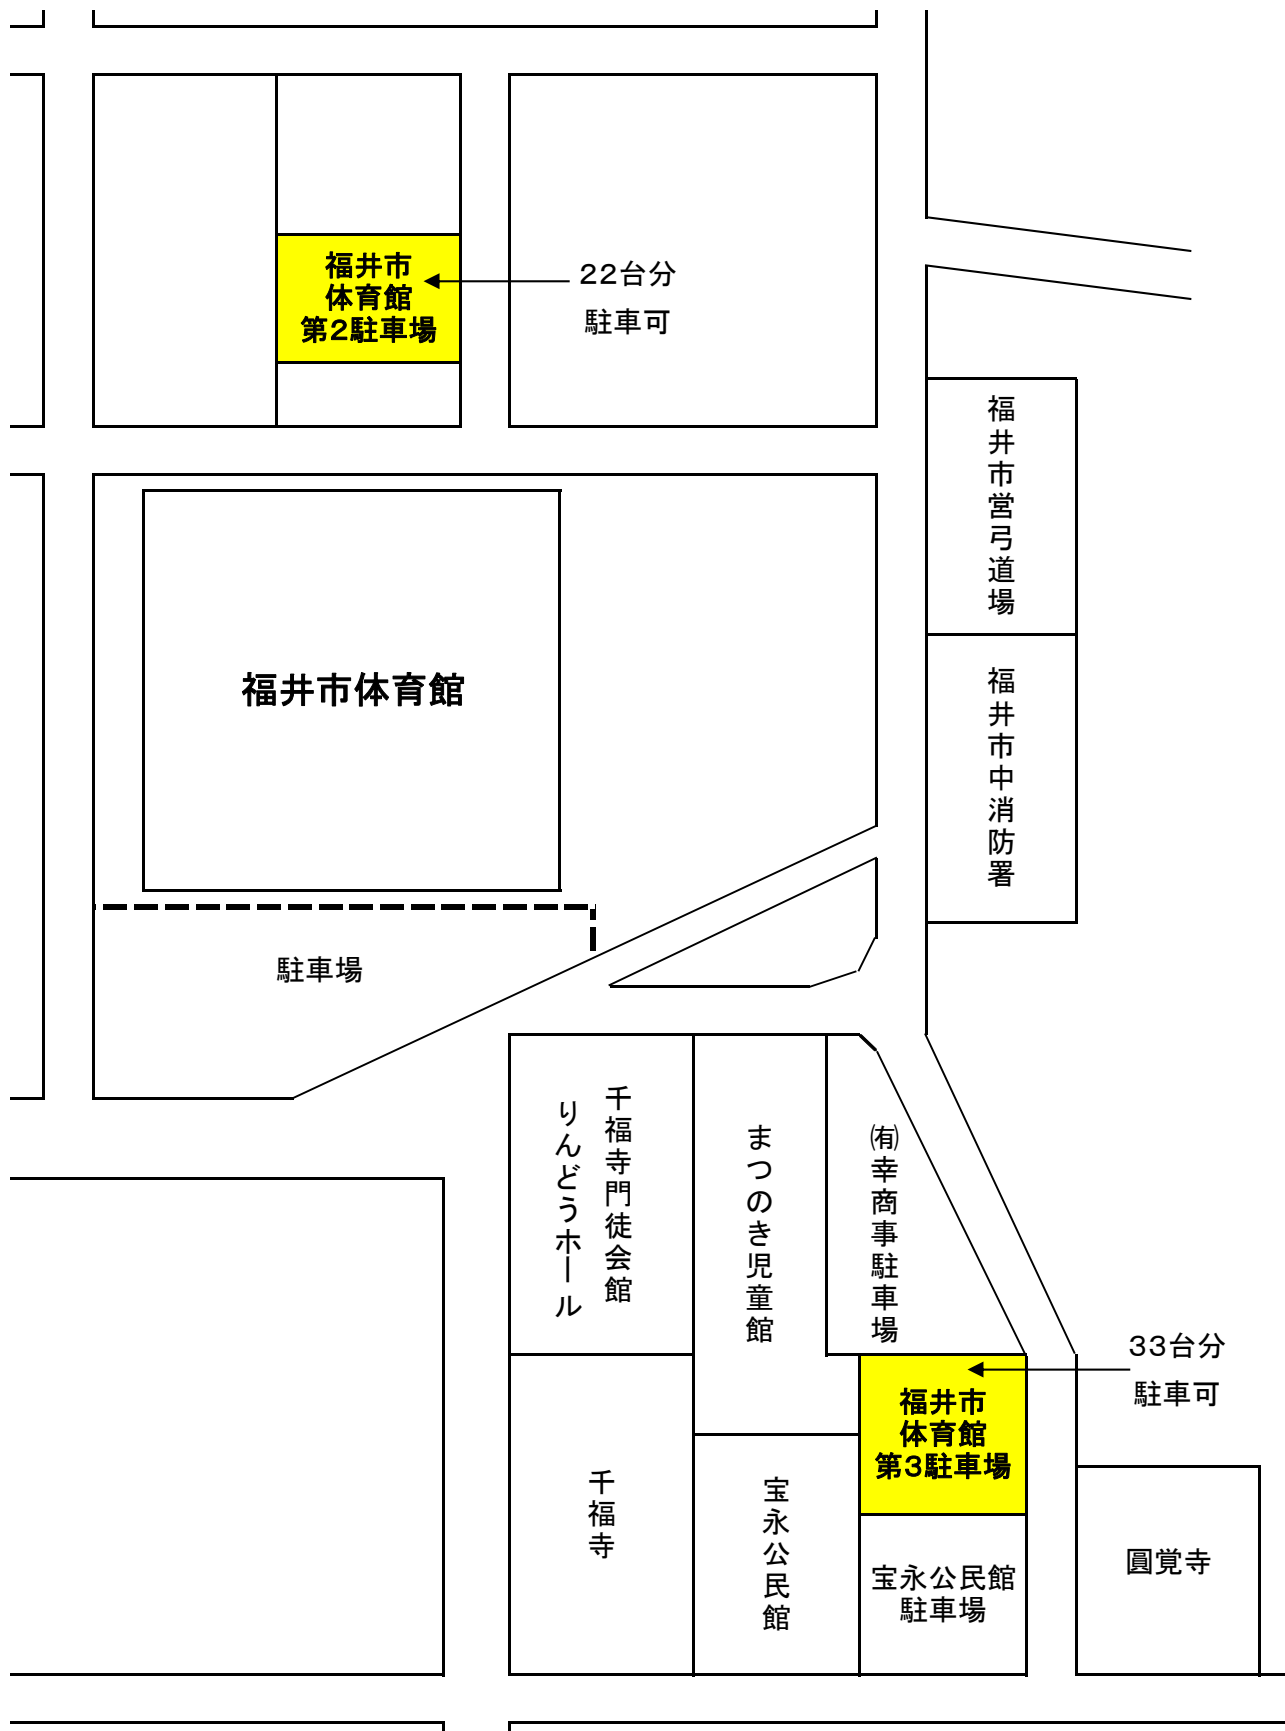 福井市
体育館
第2駐車場
22台分
駐車可
福井市営弓道場
福井市体育館
福井市中消防署
駐車場
千福寺門徒会館
りんどうホール
まつのき児童館
㈲幸商事駐車場
33台分
駐車可
福井市
体育館
第3駐車場
千福寺
宝永公民館
宝永公民館
駐車場
圓覚寺